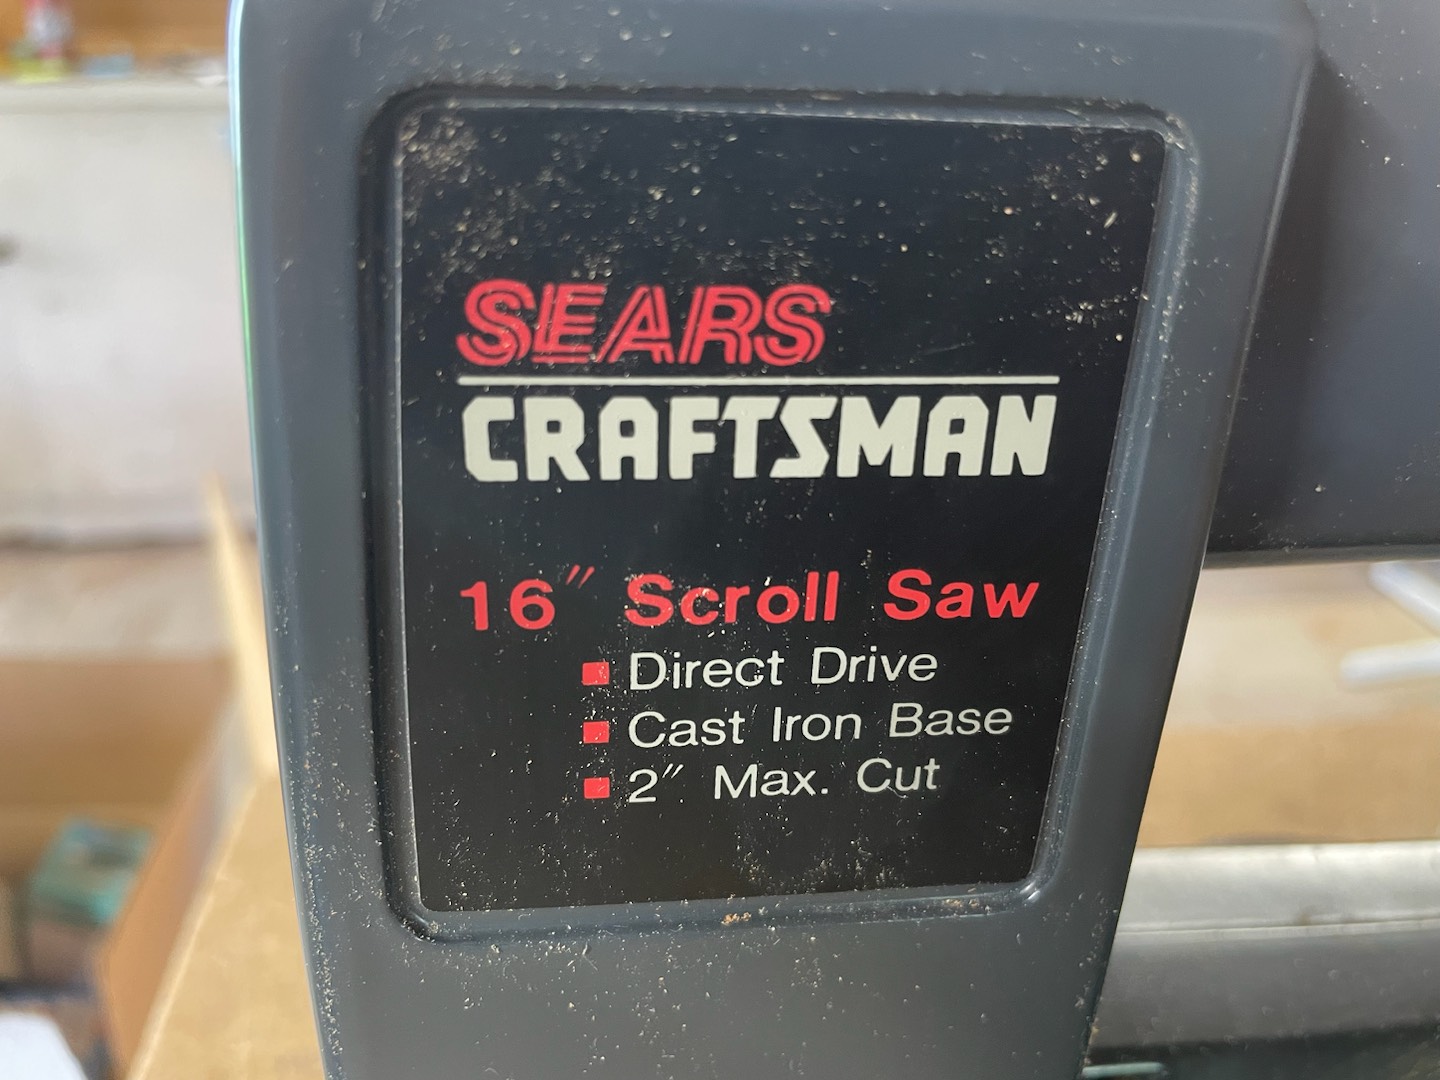 SEARS
CRAFTSMAN
16" Scroll Saw
Direct Drive
Cast Iron Base
2" Max. Cut